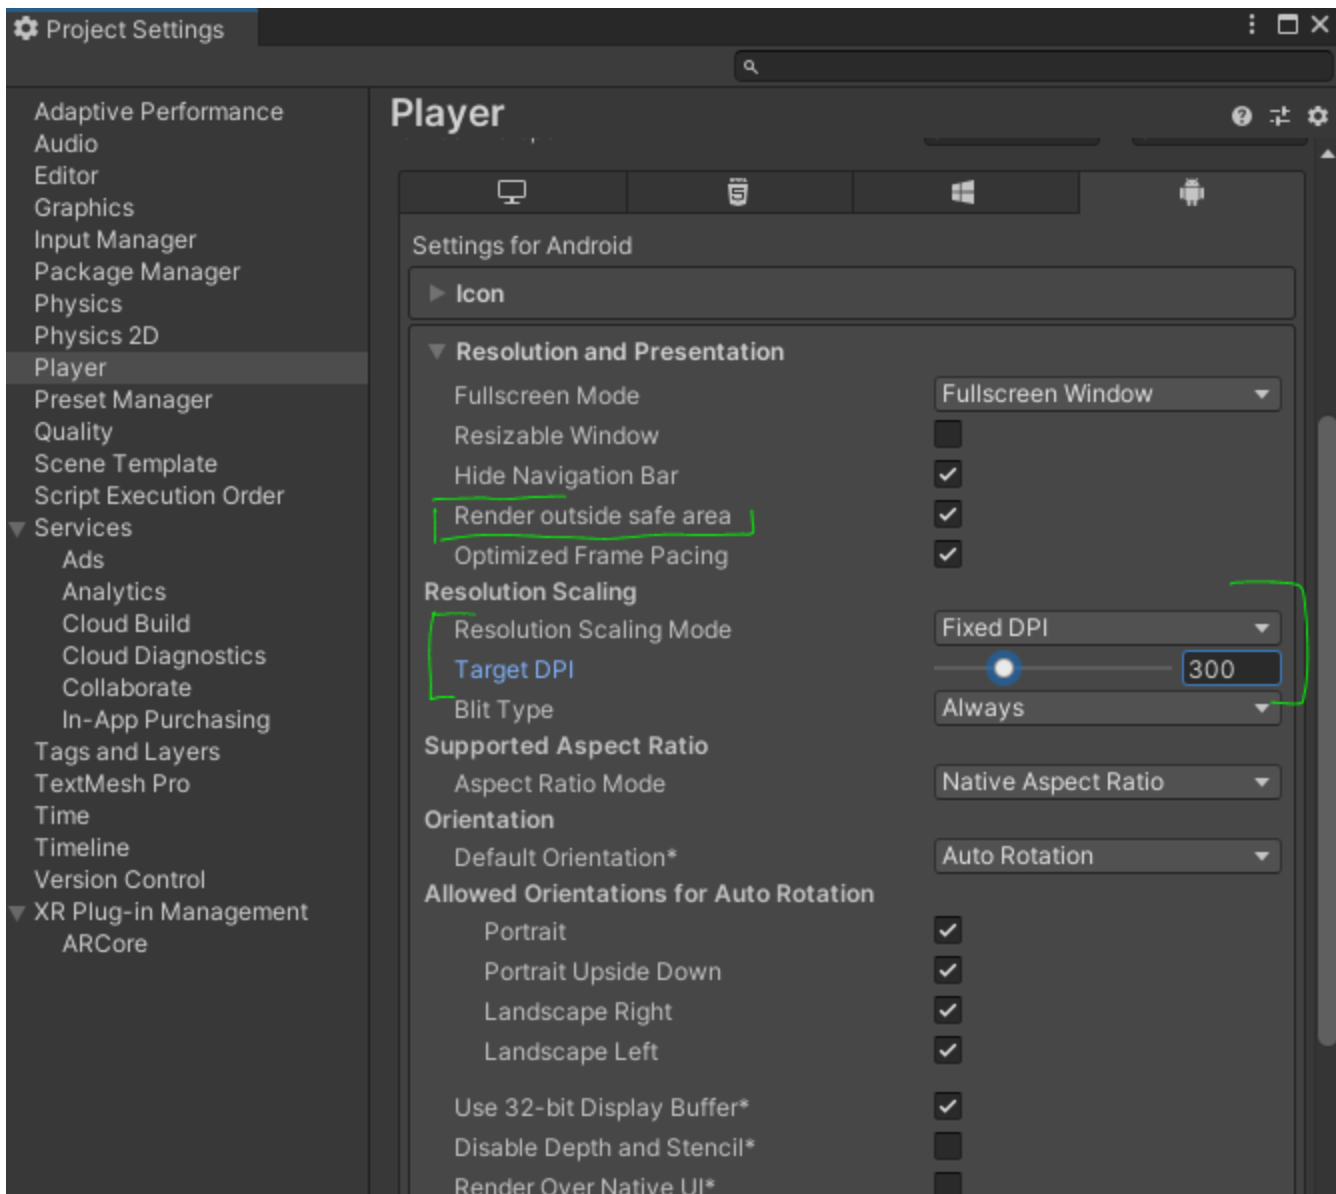 Project Settings
Adaptive Performance
Audio
Editor
Graphics
Input Manager
Package Manager
Physics
Physics 2D
Player
Preset Manager
Quality
Scene Template
Script Execution Order
Services
Ads
Analytics
Cloud Build
Cloud Diagnostics
Collaborate
In-App Purchasing
Tags and Layers
TextMesh Pro
Time
Timeline
Version Control
XR Plug-in Management
ARCore
Player
Settings for Android
Icon
Resolution and Presentation
Fullscreen Mode Fullscreen Window
Resizable Window
Hide Navigation Bar
Render outside safe area
Optimized Frame Pacing
Resolution Scaling
Resolution Scaling Mode Fixed DPI
Target DPI 300
Blit Type Always
Supported Aspect Ratio
Aspect Ratio Mode Native Aspect Ratio
Orientation
Default Orientation* Auto Rotation
Allowed Orientations for Auto Rotation
Portrait
Portrait Upside Down
Landscape Right
Landscape Left
Use 32-bit Display Buffer*
Disable Depth and Stencil*
Render Over Native UI*